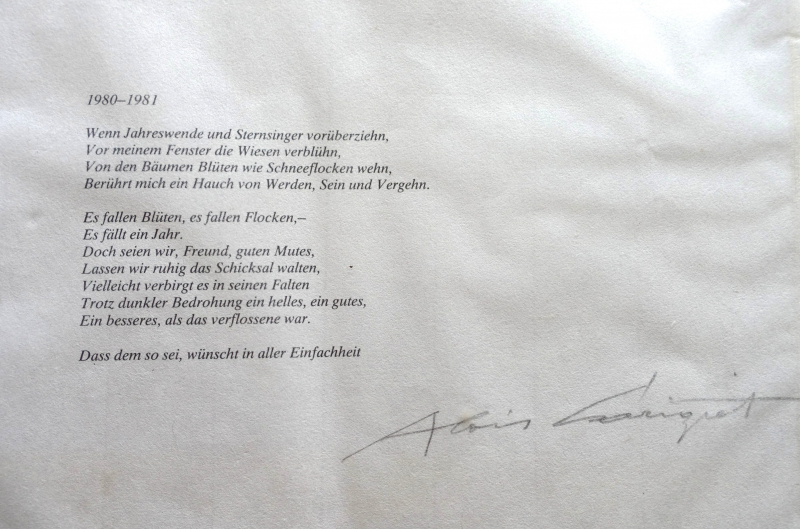 1980–1981
Wenn Jahreswende und Sternsinger vorüberziehn,
Vor meinem Fenster die Wiesen verblühn,
Von den Bäumen Blüten wie Schneeflocken wehn,
Berührt mich ein Hauch von Werden, Sein und Vergehn.
Es fallen Blüten, es fallen Flocken,–
Es fällt ein Jahr.
Doch seien wir, Freund, guten Mutes,
Lassen wir ruhig das Schicksal walten,
Vielleicht verbirgt es in seinen Falten
Trotz dunkler Bedrohung ein helles, ein gutes,
Ein besseres, als das verflossene war.
Dass dem so sei, wünscht in aller Einfachheit
Alois Carigiet